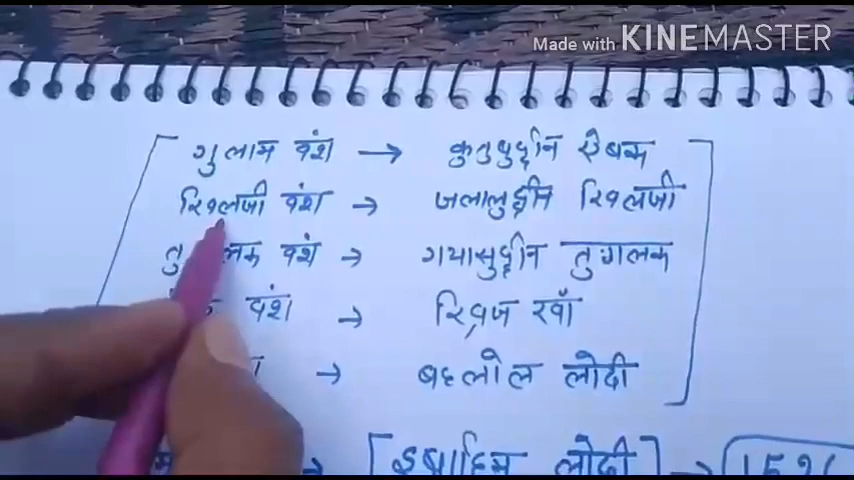 Made with KINEMASTER
गुलाम वंश → कुतुबुद्दीन ऐबक
खिलजी वंश → जलालुद्दीन खिलजी
वंश → गयासुद्दीन तुगलक
वंश → खिज्र खाँ
→ बहलोल लोदी
→ [इब्राहिम लोदी] →